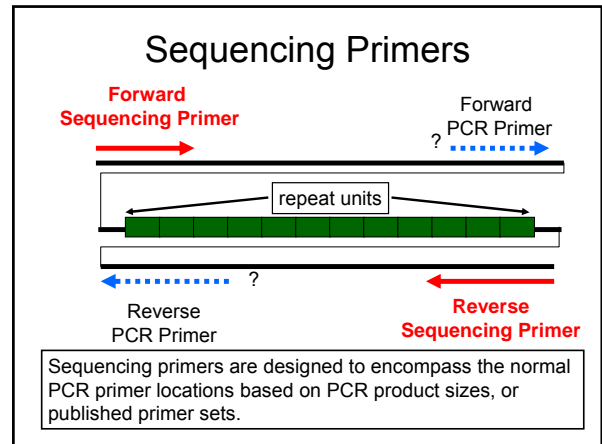 Sequencing Primers
Forward
Sequencing Primer
Forward
PCR Primer
?
repeat units
?
Reverse
PCR Primer
Reverse
Sequencing Primer
Sequencing primers are designed to encompass the normal
PCR primer locations based on PCR product sizes, or
published primer sets.